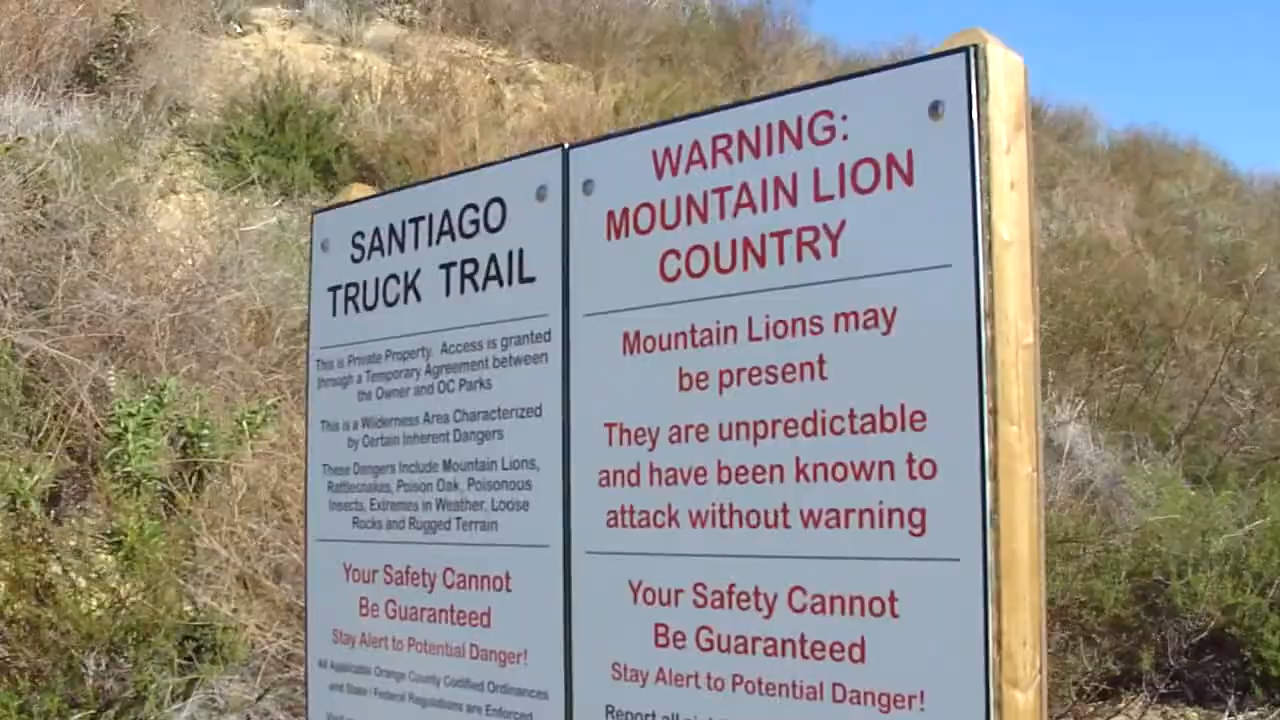 SANTIAGO
TRUCK TRAIL
This is Private Property. Access is granted
through a Temporary Agreement between
the Owner and OC Parks
This is a Wilderness Area Characterized
by Certain Inherent Dangers
These Dangers Include Mountain Lions,
Rattlesnakes, Poison Oak, Poisonous
Insects, Extremes in Weather, Loose
Rocks and Rugged Terrain
Your Safety Cannot
Be Guaranteed
Stay Alert to Potential Danger!
All Applicable Orange County Codified Ordinances
and State / Federal Regulations are Enforced
WARNING:
MOUNTAIN LION
COUNTRY
Mountain Lions may
be present
They are unpredictable
and have been known to
attack without warning
Your Safety Cannot
Be Guaranteed
Stay Alert to Potential Danger!
Report all